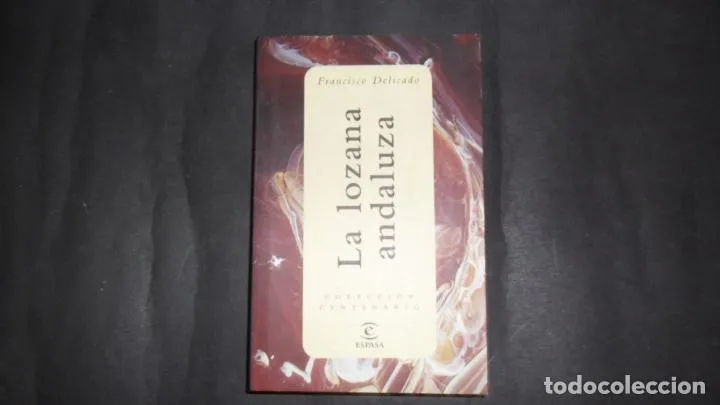 Francisco Delicado
La lozana
andaluza
COLECCIÓN
CENTENARIO
e
ESPASA
todocoleccion